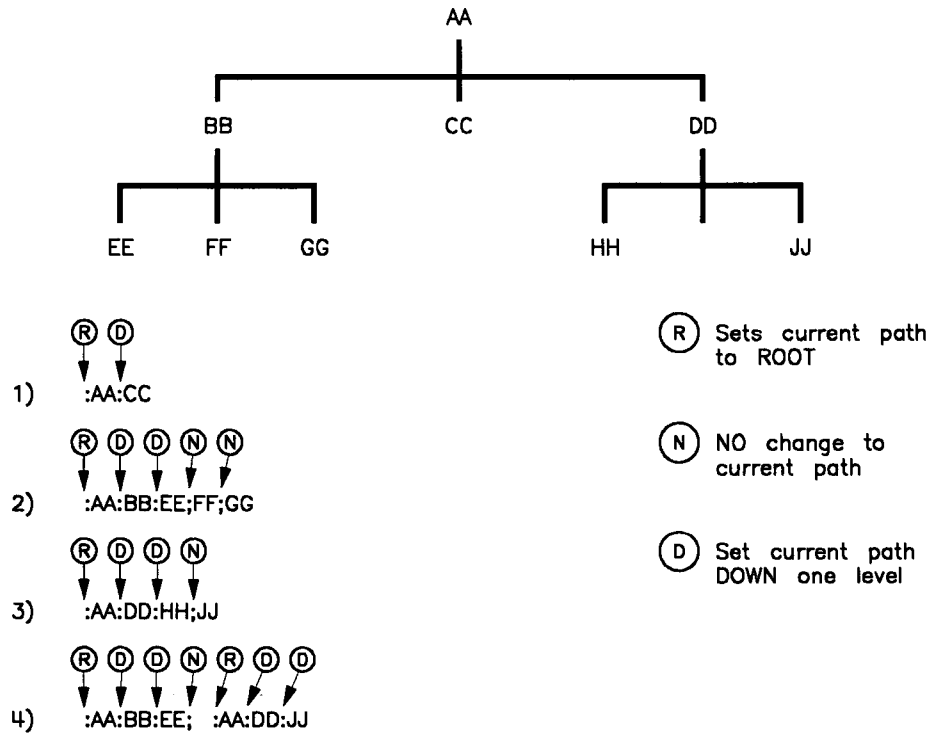 AA
BB CC DD
EE FF GG HH JJ
R D
1) :AA:CC
R D D N N
2) :AA:BB:EE;FF;GG
R D D N
3) :AA:DD:HH;JJ
R D D N R D D
4) :AA:BB:EE; :AA:DD:JJ
R Sets current path
to ROOT
N NO change to
current path
D Set current path
DOWN one level